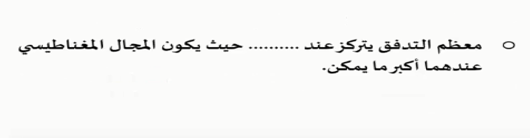 ○ معظم التدفق يتركز عند .......... حيث يكون المجال المغناطيسي
عندهما أكبر ما يمكن.